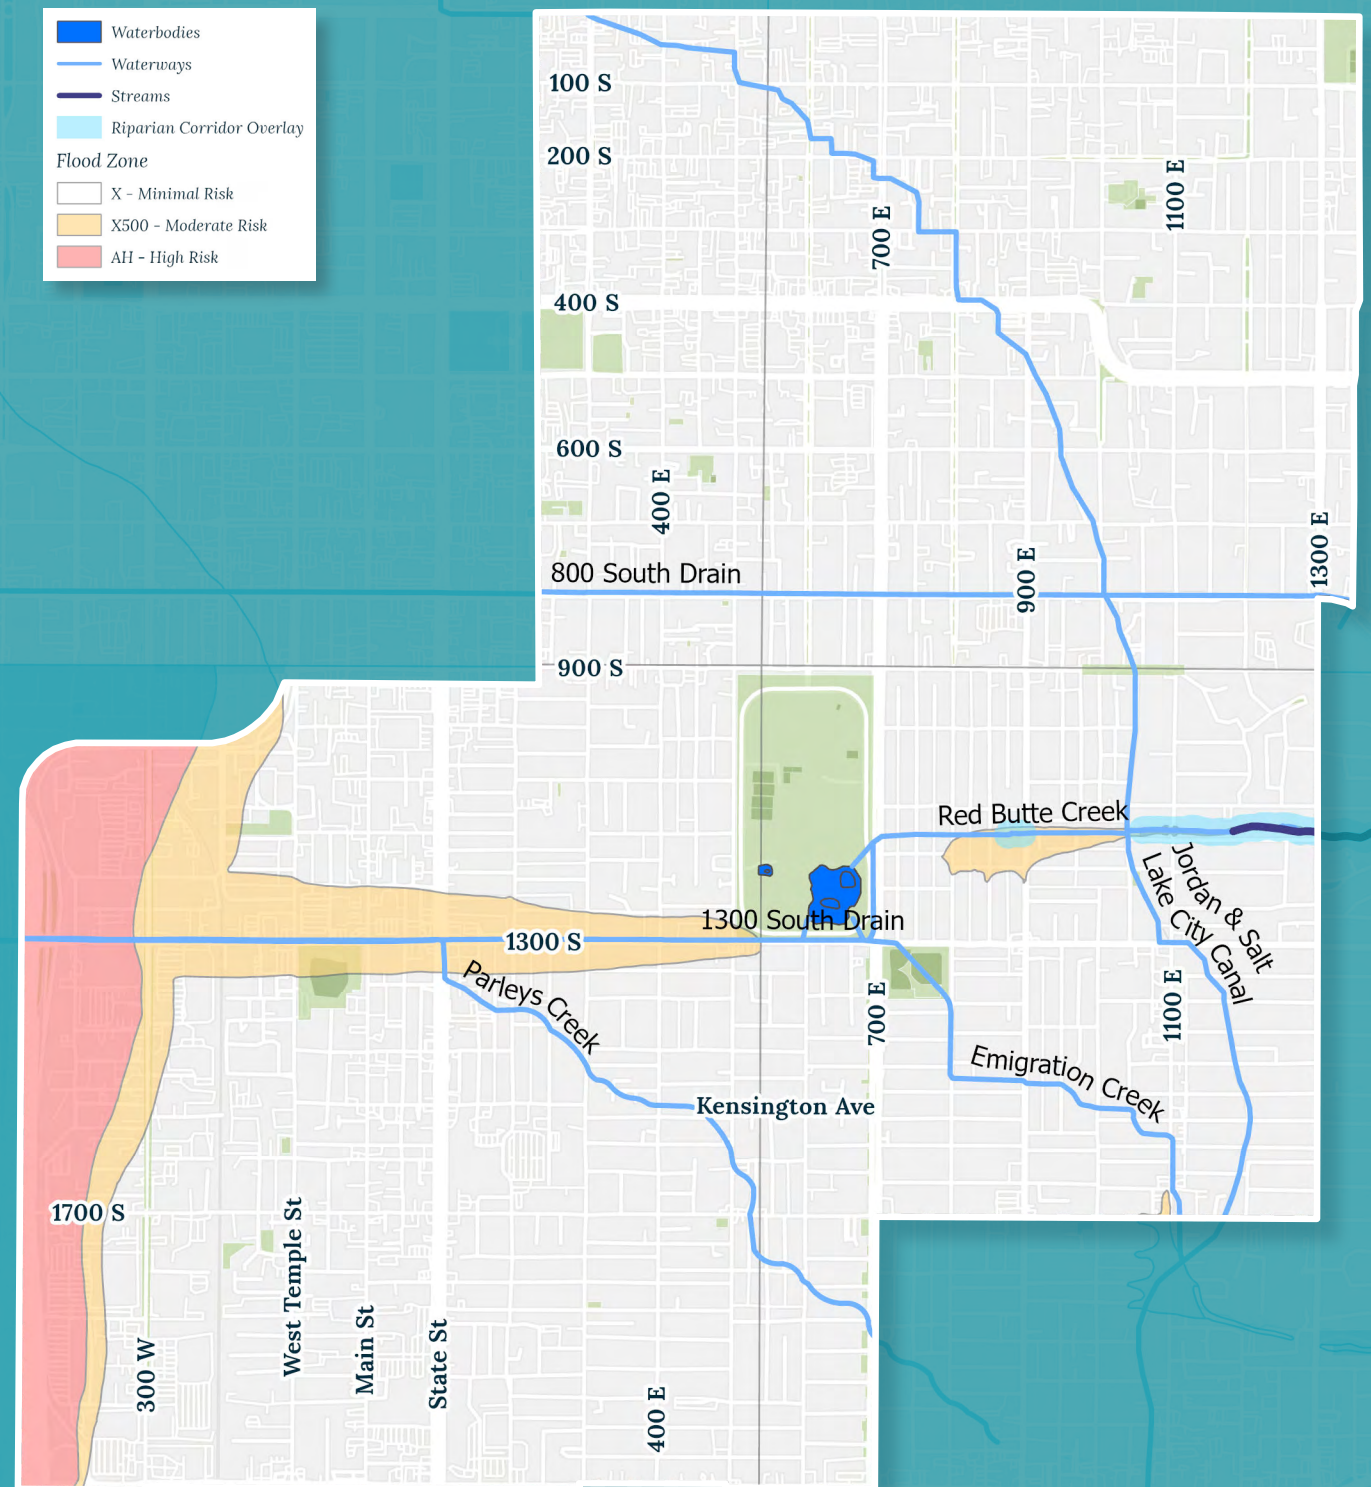 Waterbodies
Waterways
Streams
Riparian Corridor Overlay
Flood Zone
X - Minimal Risk
X500 - Moderate Risk
AH - High Risk
100 S
200 S
1100 E
700 E
400 S
600 S
400 E
1300 E
900 E
800 South Drain
900 S
Red Butte Creek
Jordan & Salt
Lake City Canal
1300 South Drain
1300 S
Parleys Creek
700 E
1100 E
Emigration Creek
Kensington Ave
1700 S
West Temple St
Main St
State St
300 W
400 E